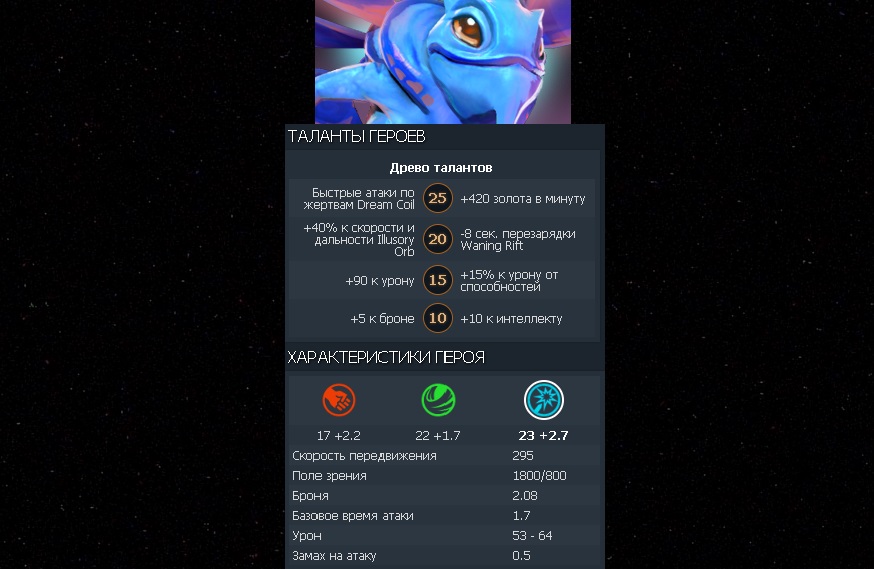 ТАЛАНТЫ ГЕРОЕВ
Древо талантов
Быстрые атаки по
жертвам Dream Coil
25
+420 золота в минуту
+40% к скорости и
дальности Illusory
Orb
20
-8 сек. перезарядки
Waning Rift
+90 к урону
15
+15% к урону от
способностей
+5 к броне
10
+10 к интеллекту
ХАРАКТЕРИСТИКИ ГЕРОЯ
17 +2.2 22 +1.7 23 +2.7
Скорость передвижения 295
Поле зрения 1800/800
Броня 2.08
Базовое время атаки 1.7
Урон 53 - 64
Замах на атаку 0.5